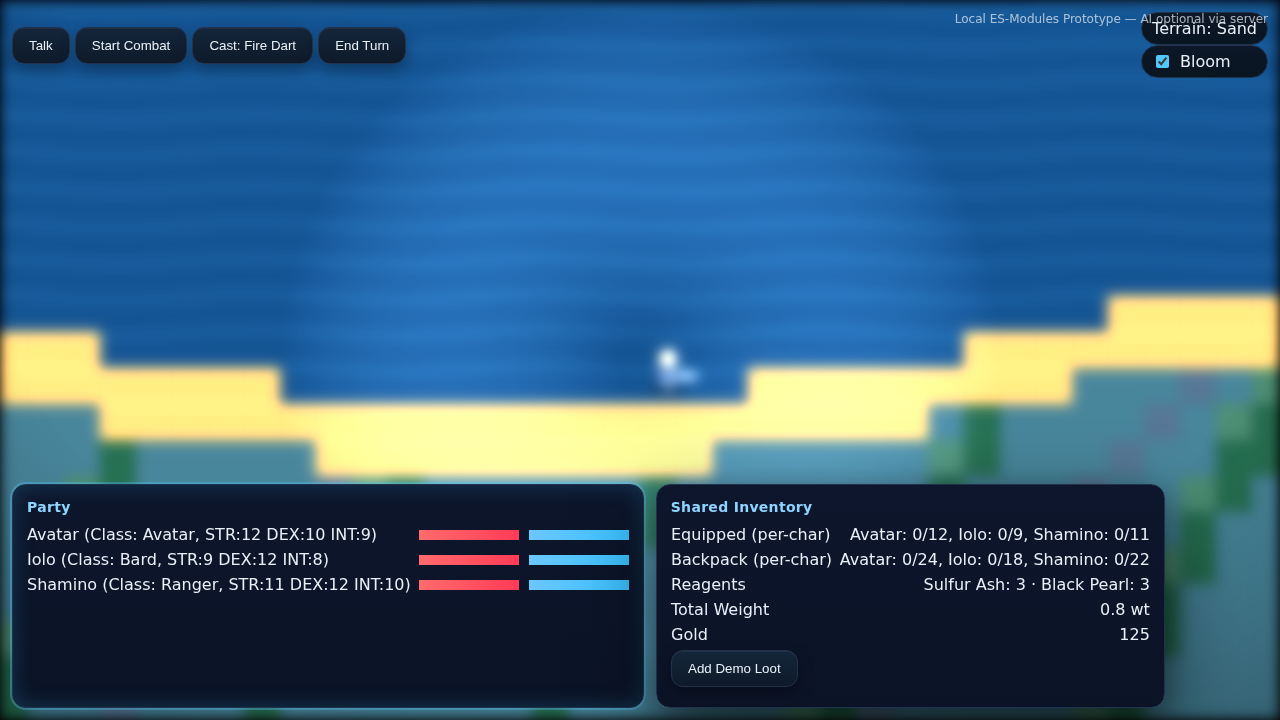 Local ES-Modules Prototype — AI optional via server
Talk
Start Combat
Cast: Fire Dart
End Turn
Terrain: Sand
Bloom
Party
Avatar (Class: Avatar, STR:12 DEX:10 INT:9)
Iolo (Class: Bard, STR:9 DEX:12 INT:8)
Shamino (Class: Ranger, STR:11 DEX:12 INT:10)
Shared Inventory
Equipped (per-char) Avatar: 0/12, Iolo: 0/9, Shamino: 0/11
Backpack (per-char) Avatar: 0/24, Iolo: 0/18, Shamino: 0/22
Reagents Sulfur Ash: 3 · Black Pearl: 3
Total Weight 0.8 wt
Gold 125
Add Demo Loot